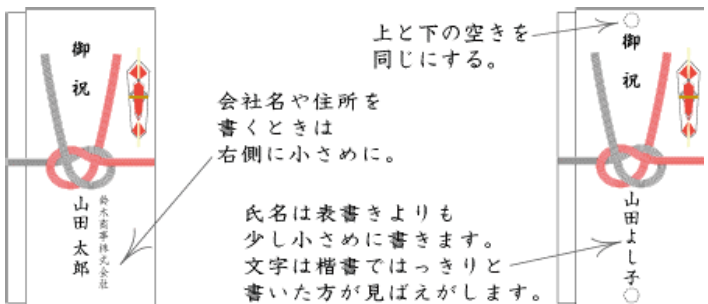 御祝
鈴木商事株式会社
山田太郎
上と下の空きを
同じにする。
会社名や住所を
書くときは
右側に小さめに。
氏名は表書きよりも
少し小さめに書きます。
文字は楷書ではっきりと
書いた方が見ばえがします。
御祝
山田よし子